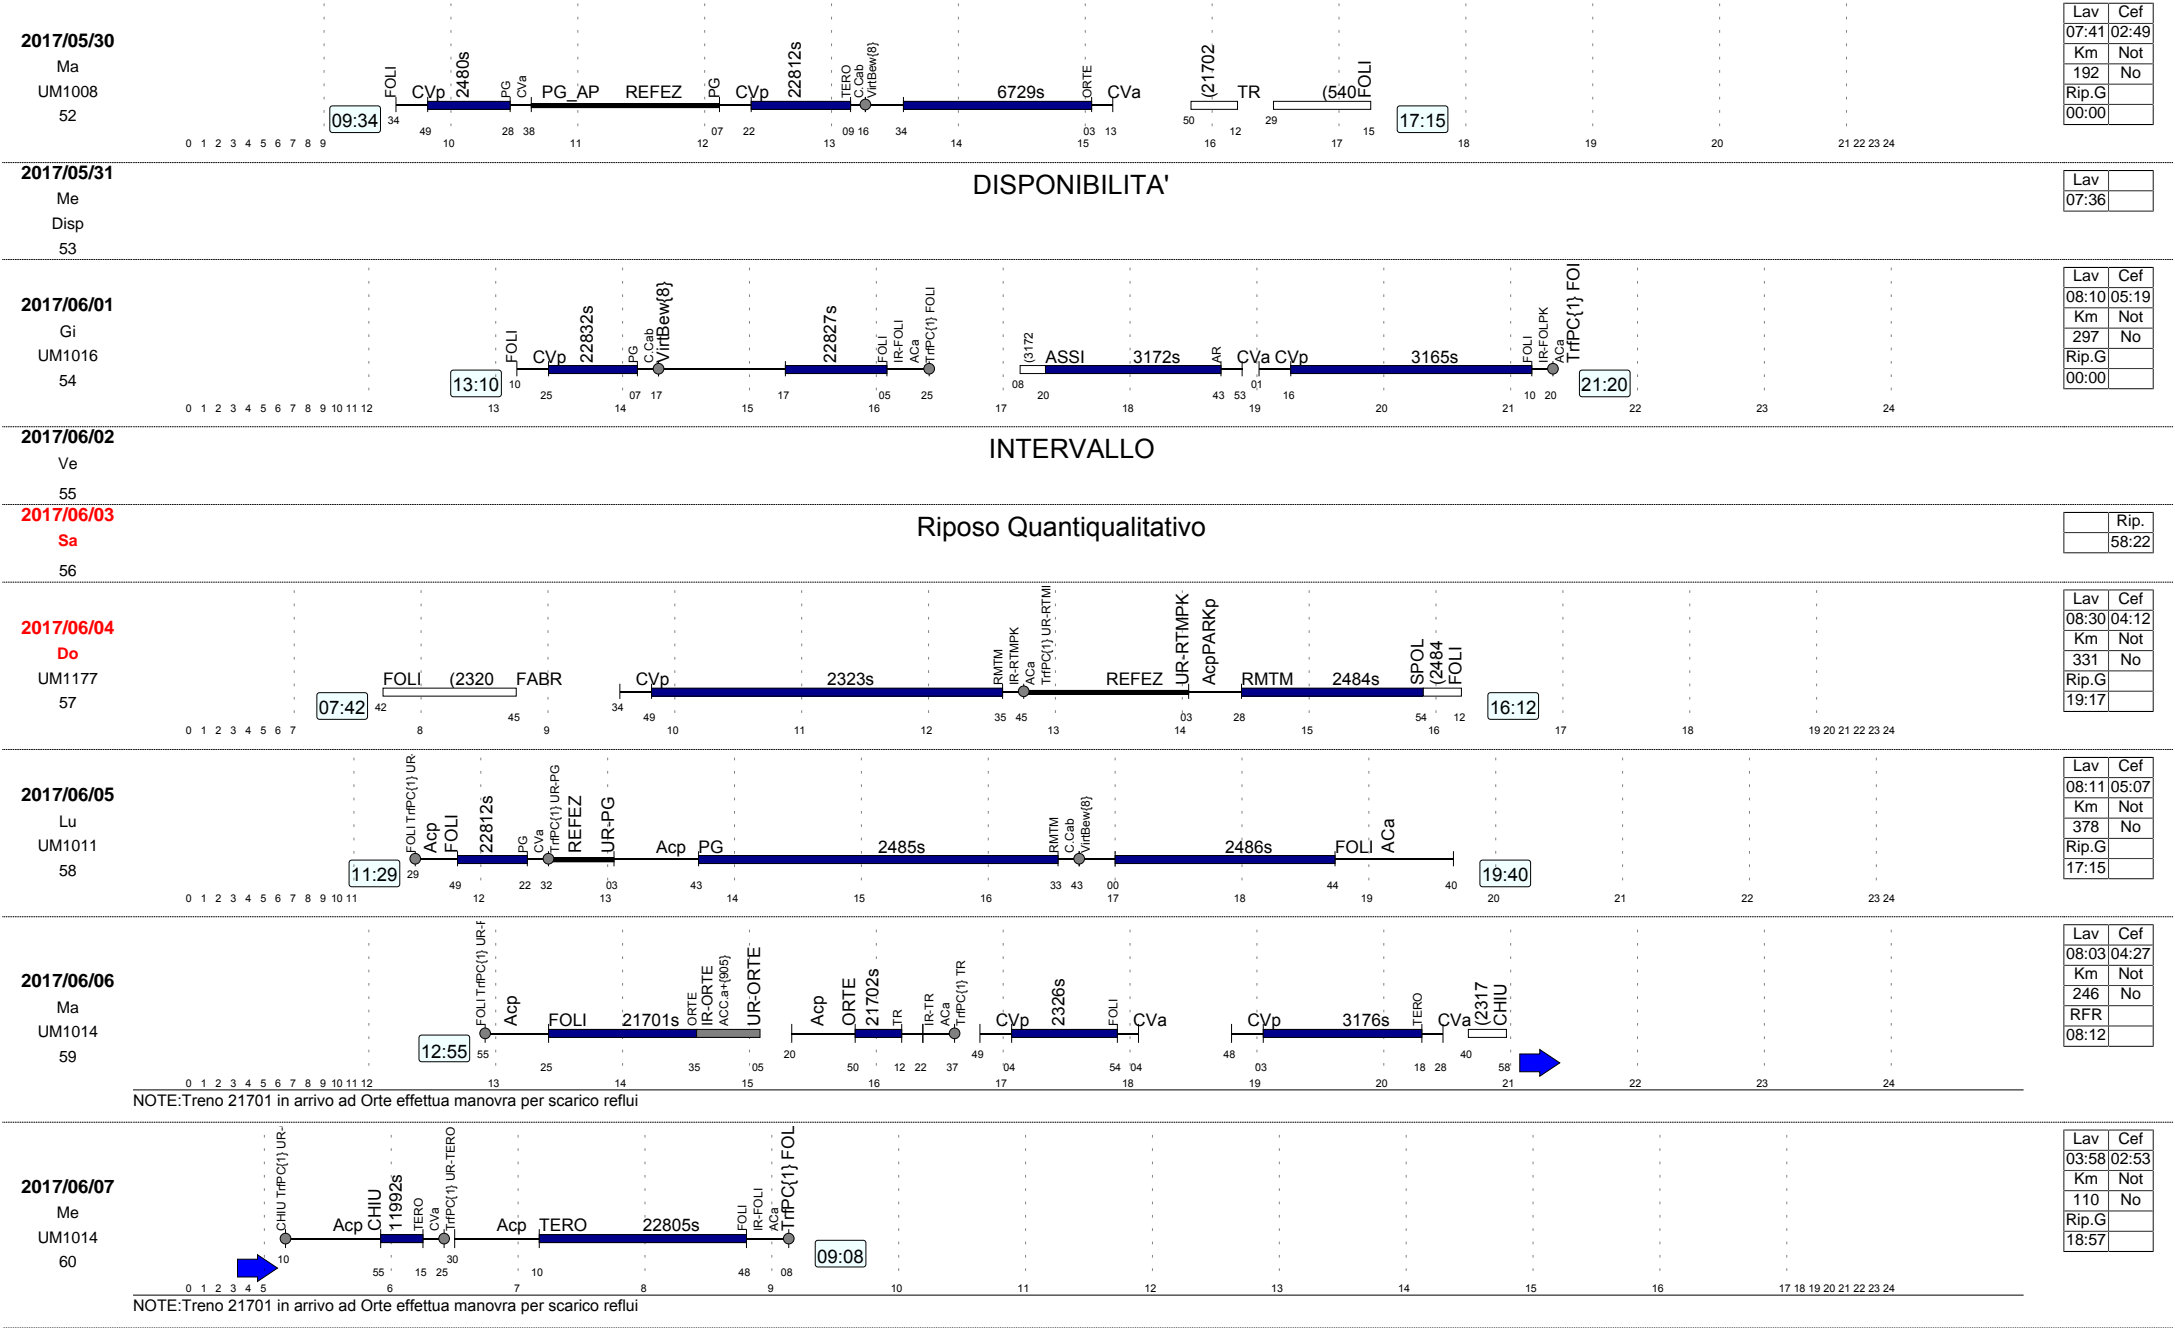 2017/05/30
Ma
UM1008
52
09:34
FOLI CVp 2480s PG CVa PG_AP REFEZ PG CVp 22812s TERO C.Cab VirtBew{8} 6729s ORTE CVa (21702 TR (540 FOLI
34 49 28 38 07 22 09 16 34 03 13 50 12 29 15
17:15
0 1 2 3 4 5 6 7 8 9 10 11 12 13 14 15 16 17 18 19 20 21 22 23 24
Lav Cef
07:41 02:49
Km Not
192 No
Rip.G
00:00
2017/05/31
Me
Disp
53
DISPONIBILITA'
Lav
07:36
2017/06/01
Gi
UM1016
54
13:10
FOLI CVp 22832s PG C.Cab VirtBew{8} 22827s FOLI IR-FOLI ACa TrfPC{1} FOLI (3172 ASSI 3172s AR CVa CVp 3165s FOLI IR-FOLPK ACa TrfPC{1} FOI
10 25 07 17 17 05 25 08 20 43 53 01 16 10 20
21:20
0 1 2 3 4 5 6 7 8 9 10 11 12 13 14 15 16 17 18 19 20 21 22 23 24
Lav Cef
08:10 05:19
Km Not
297 No
Rip.G
00:00
2017/06/02
Ve
55
INTERVALLO
2017/06/03
Sa
56
Riposo Quantiqualitativo
Rip.
58:22
2017/06/04
Do
UM1177
57
07:42
FOLI (2320 FABR CVp 2323s RMTM IR-RTMPK ACa TrfPC{1} UR-RTMI REFEZ UR-RTMPK AcpPARKp RMTM 2484s SPOL (2484 FOLI
42 45 34 49 35 45 03 28 54 12
16:12
0 1 2 3 4 5 6 7 8 9 10 11 12 13 14 15 16 17 18 19 20 21 22 23 24
Lav Cef
08:30 04:12
Km Not
331 No
Rip.G
19:17
2017/06/05
Lu
UM1011
58
11:29
FOLI TrfPC{1} UR- Acp FOLI 22812s PG CVa TrfPC{1} UR-PG REFEZ UR-PG Acp PG 2485s RMTM C.Cab VirtBew{8} 2486s FOLI ACa
29 49 22 32 03 43 33 43 00 44 40
19:40
0 1 2 3 4 5 6 7 8 9 10 11 12 13 14 15 16 17 18 19 20 21 22 23 24
Lav Cef
08:11 05:07
Km Not
378 No
Rip.G
17:15
2017/06/06
Ma
UM1014
59
12:55
FOLI TrfPC{1} UR-F Acp FOLI 21701s ORTE IR-ORTE ACC.a+{905} UR-ORTE Acp ORTE 21702s TR IR-TR ACa TrfPC{1} TR CVp 2326s FOLI CVa CVp 3176s TERO CVa (2317 CHIU
55 25 35 05 20 50 12 22 37 49 04 54 04 48 03 18 28 40 58
0 1 2 3 4 5 6 7 8 9 10 11 12 13 14 15 16 17 18 19 20 21 22 23 24
NOTE:Treno 21701 in arrivo ad Orte effettua manovra per scarico reflui
Lav Cef
08:03 04:27
Km Not
246 No
RFR
08:12
2017/06/07
Me
UM1014
60
CHIU TrfPC{1} UR- Acp CHIU 11992s TERO CVa TrfPC{1} UR-TERO Acp TERO 22805s FOLI IR-FOLI ACa TrfPC{1} FOL
10 55 15 25 30 10 48 08
09:08
0 1 2 3 4 5 6 7 8 9 10 11 12 13 14 15 16 17 18 19 20 21 22 23 24
NOTE:Treno 21701 in arrivo ad Orte effettua manovra per scarico reflui
Lav Cef
03:58 02:53
Km Not
110 No
Rip.G
18:57